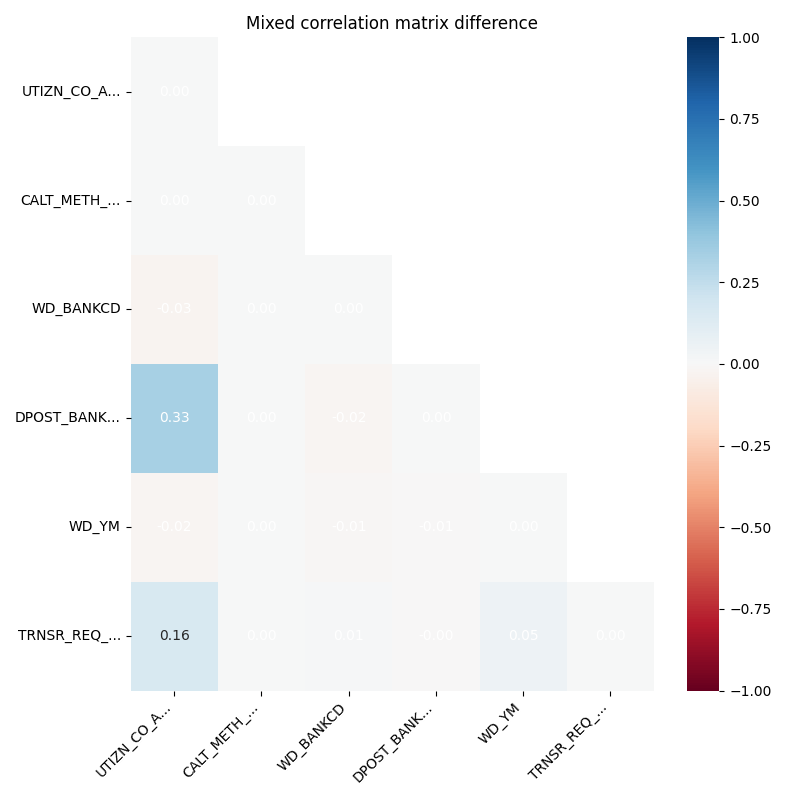 Mixed correlation matrix difference
UTIZN_CO_A...
0.00
CALT_METH_...
0.00 0.00
WD_BANKCD
-0.03 0.00 0.00
DPOST_BANK...
0.33 0.00 -0.02 0.00
WD_YM
-0.02 0.00 -0.01 -0.01 0.00
TRNSR_REQ_...
0.16 0.00 0.01 -0.00 0.05 0.00
UTIZN_CO_A...
CALT_METH_...
WD_BANKCD
DPOST_BANK...
WD_YM
TRNSR_REQ_...
1.00
0.75
0.50
0.25
0.00
−0.25
−0.50
−0.75
−1.00